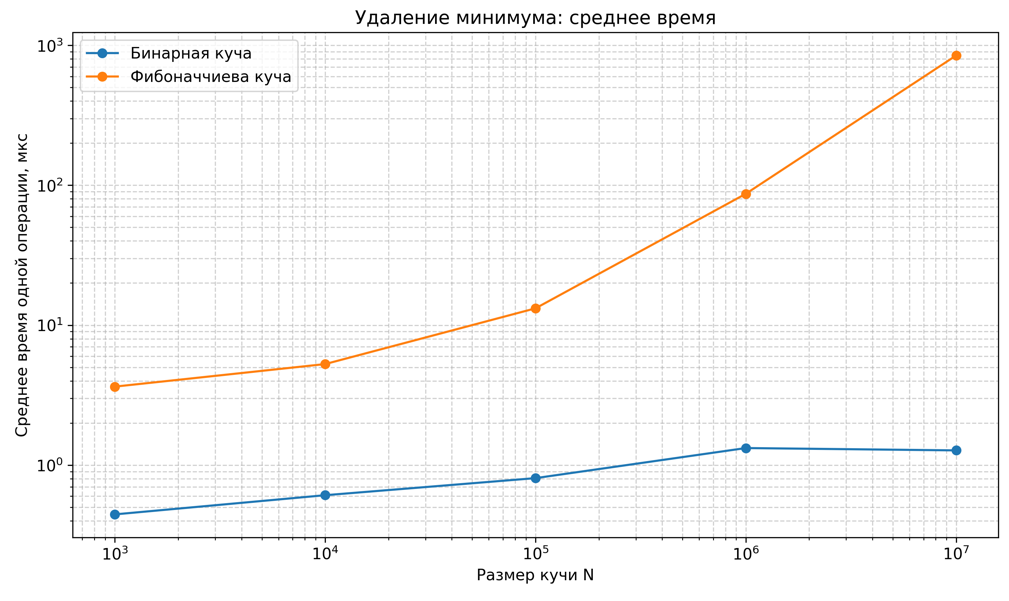 Удаление минимума: среднее время
Бинарная куча
Фибоначчиева куча
Среднее время одной операции, мкс
10³
10²
10¹
10⁰
10³ 10⁴ 10⁵ 10⁶ 10⁷
Размер кучи N